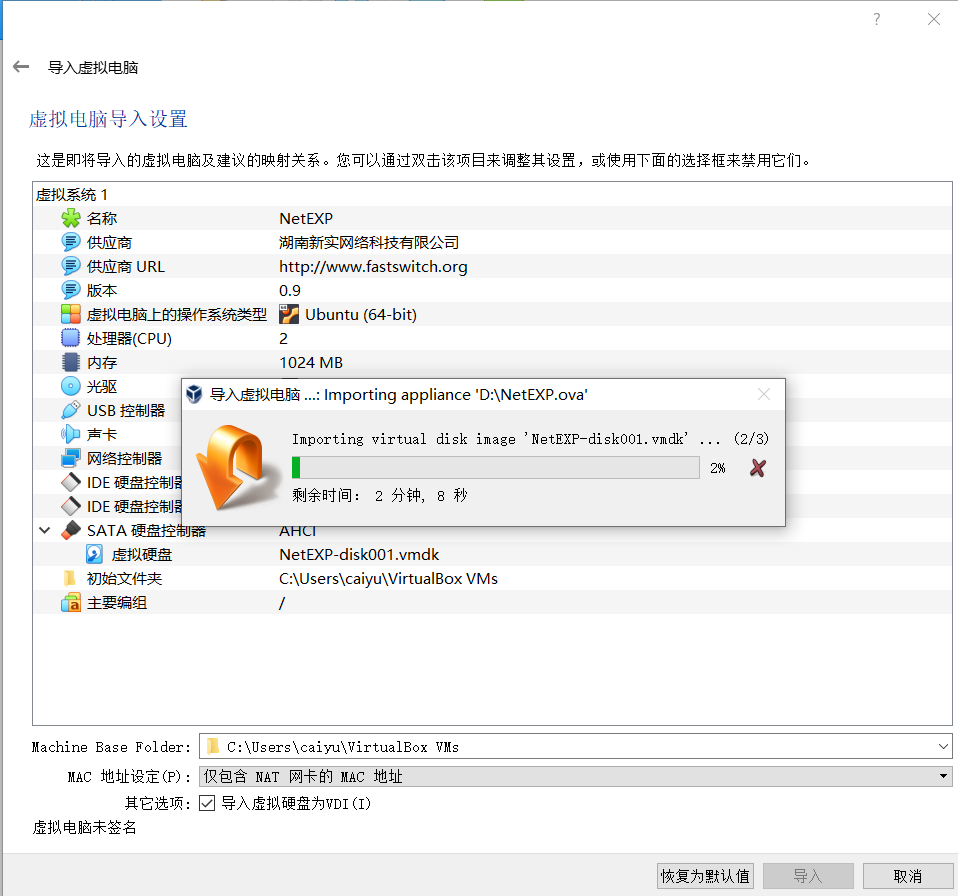 ?
导入虚拟电脑
虚拟电脑导入设置
这是即将导入的虚拟电脑及建议的映射关系。您可以通过双击该项目来调整其设置，或使用下面的选择框来禁用它们。
虚拟系统 1
名称 NetEXP
供应商 湖南新实网络科技有限公司
供应商 URL http://www.fastswitch.org
版本 0.9
虚拟电脑上的操作系统类型 Ubuntu (64-bit)
处理器(CPU) 2
内存 1024 MB
光驱
USB 控制器
声卡
网络控制器
IDE 硬盘控制器
IDE 硬盘控制器
SATA 硬盘控制器 AHCI
虚拟硬盘 NetEXP-disk001.vmdk
初始文件夹 C:\Users\caiyu\VirtualBox VMs
主要编组 /
导入虚拟电脑 ...: Importing appliance 'D:\NetEXP.ova'
Importing virtual disk image 'NetEXP-disk001.vmdk' ... (2/3)
2%
剩余时间： 2 分钟, 8 秒
Machine Base Folder: C:\Users\caiyu\VirtualBox VMs
MAC 地址设定(P): 仅包含 NAT 网卡的 MAC 地址
其它选项: 导入虚拟硬盘为VDI(I)
虚拟电脑未签名
恢复为默认值 导入 取消